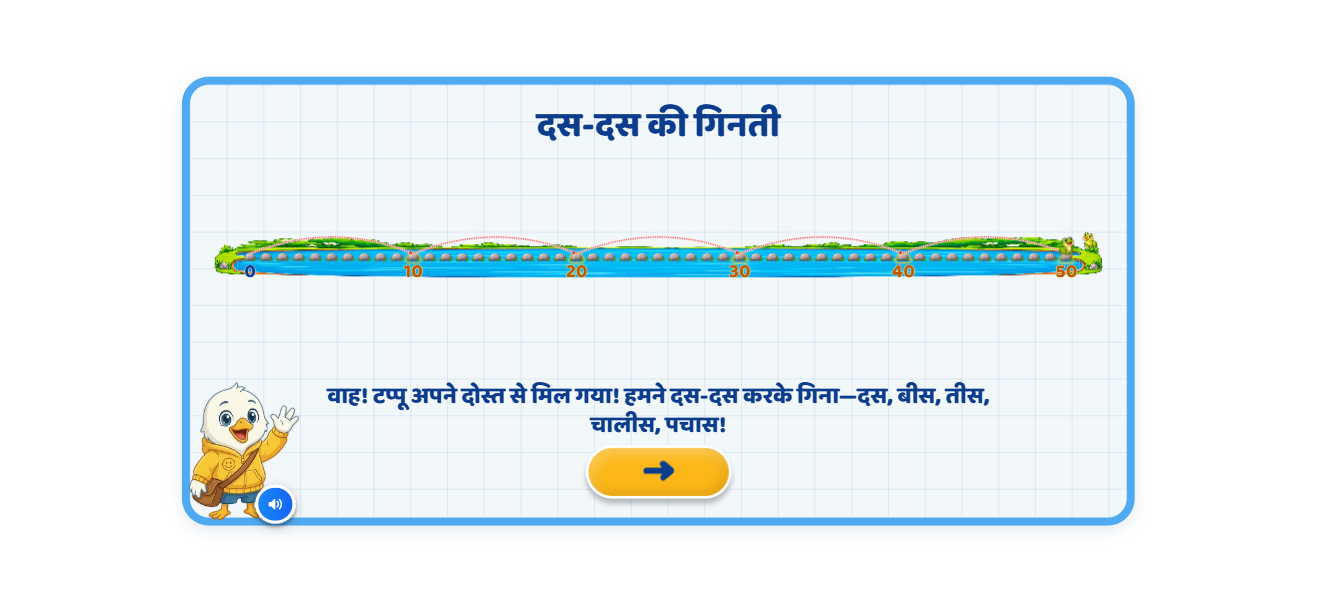 दस-दस की गिनती
0 10 20 30 40 50
वाह! टप्पू अपने दोस्त से मिल गया! हमने दस-दस करके गिना—दस, बीस, तीस,
चालीस, पचास!